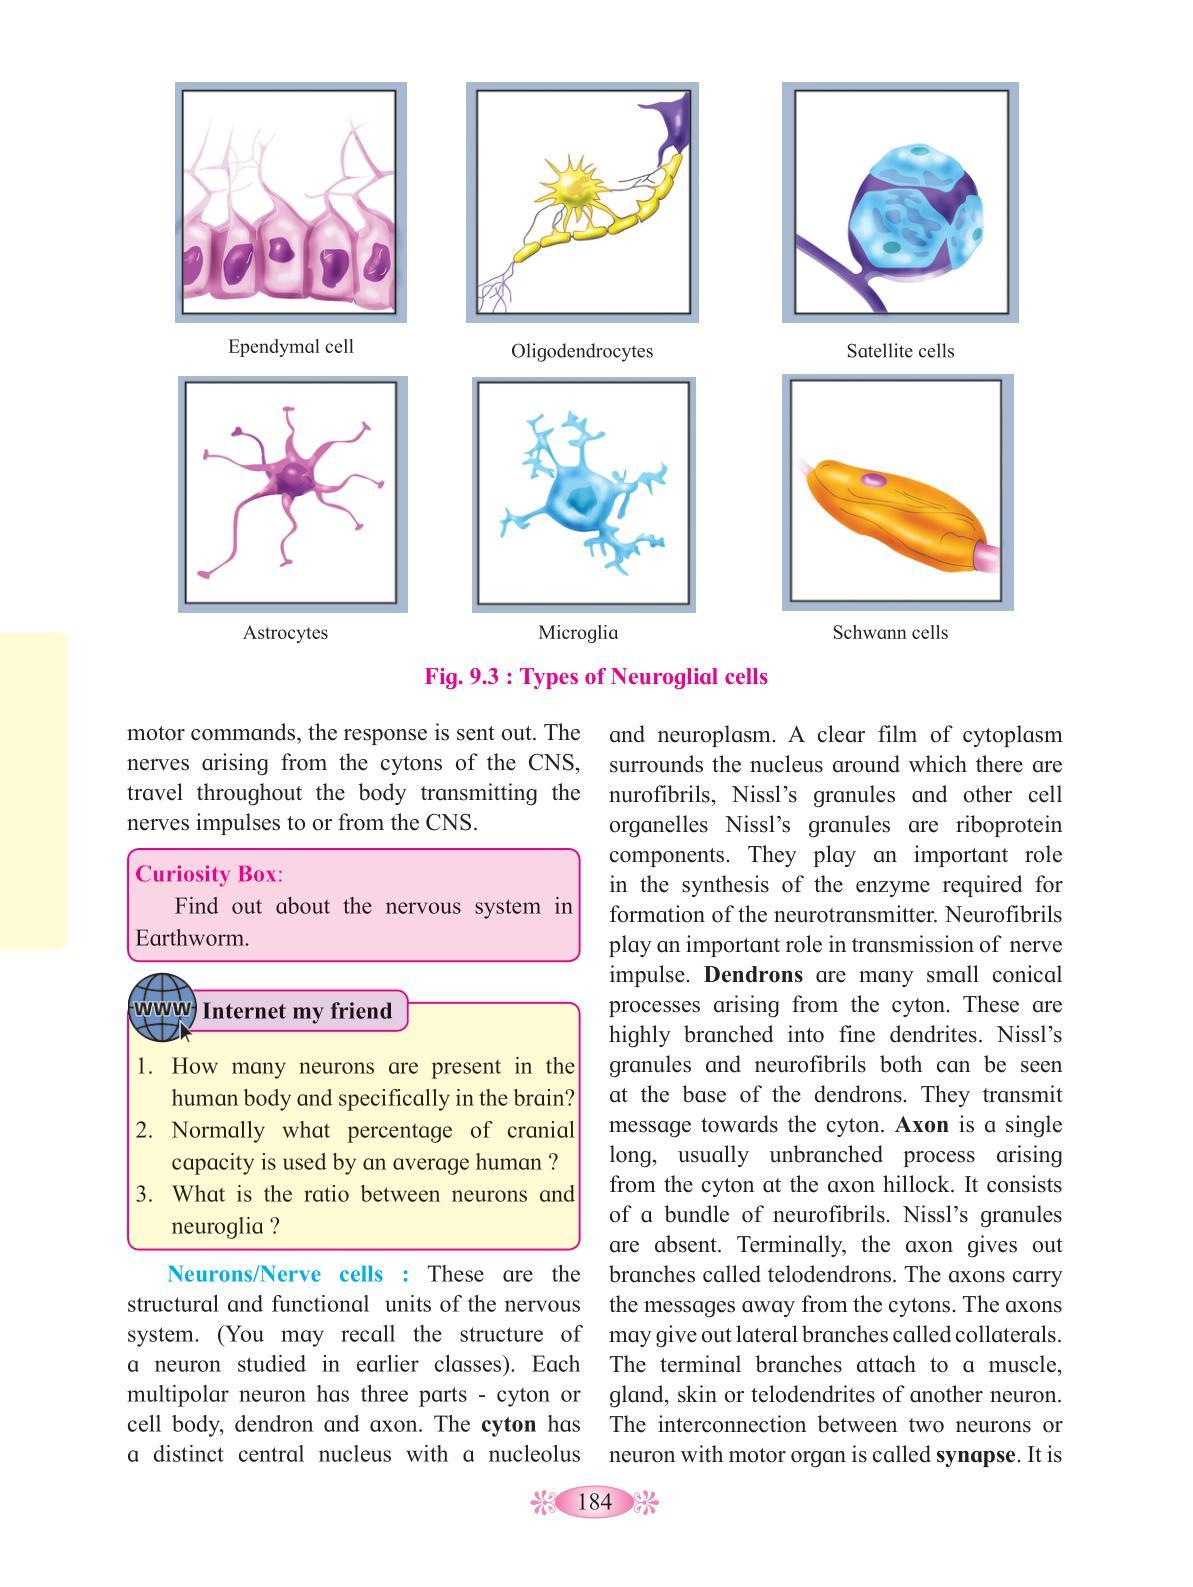 Ependymal cell
Oligodendrocytes
Satellite cells
Astrocytes
Microglia
Schwann cells
Fig. 9.3 : Types of Neuroglial cells
motor commands, the response is sent out. The
nerves arising from the cytons of the CNS,
travel throughout the body transmitting the
nerves impulses to or from the CNS.
Curiosity Box:
Find out about the nervous system in
Earthworm.
WWW
Internet my friend
1. How many neurons are present in the
human body and specifically in the brain?
2. Normally what percentage of cranial
capacity is used by an average human ?
3. What is the ratio between neurons and
neuroglia ?
Neurons/Nerve cells : These are the
structural and functional units of the nervous
system. (You may recall the structure of
a neuron studied in earlier classes). Each
multipolar neuron has three parts - cyton or
cell body, dendron and axon. The cyton has
a distinct central nucleus with a nucleolus
and neuroplasm. A clear film of cytoplasm
surrounds the nucleus around which there are
nurofibrils, Nissl’s granules and other cell
organelles Nissl’s granules are riboprotein
components. They play an important role
in the synthesis of the enzyme required for
formation of the neurotransmitter. Neurofibrils
play an important role in transmission of nerve
impulse. Dendrons are many small conical
processes arising from the cyton. These are
highly branched into fine dendrites. Nissl’s
granules and neurofibrils both can be seen
at the base of the dendrons. They transmit
message towards the cyton. Axon is a single
long, usually unbranched process arising
from the cyton at the axon hillock. It consists
of a bundle of neurofibrils. Nissl’s granules
are absent. Terminally, the axon gives out
branches called telodendrons. The axons carry
the messages away from the cytons. The axons
may give out lateral branches called collaterals.
The terminal branches attach to a muscle,
gland, skin or telodendrites of another neuron.
The interconnection between two neurons or
neuron with motor organ is called synapse. It is
184